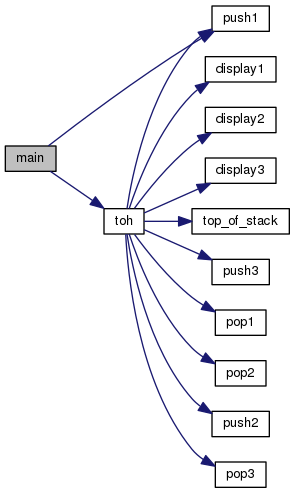 push1
display1
display2
main
display3
toh
top_of_stack
push3
pop1
pop2
push2
pop3